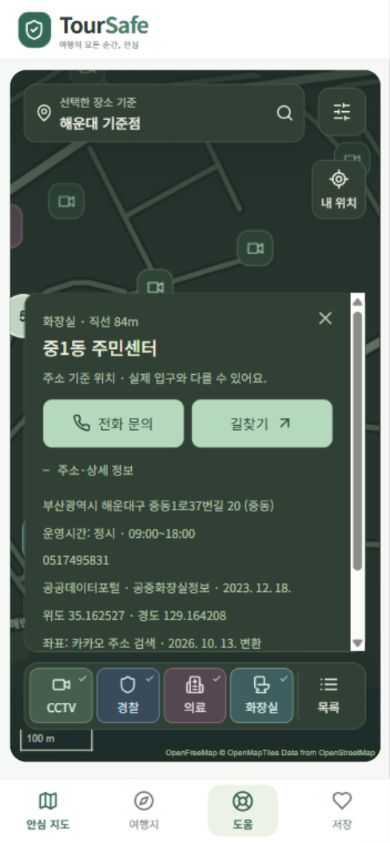 TourSafe
여행의 모든 순간, 안심
선택한 장소 기준
해운대 기준점
내 위치
화장실 · 직선 84m
중1동 주민센터
주소 기준 위치 · 실제 입구와 다를 수 있어요.
전화 문의
길찾기
− 주소·상세 정보
부산광역시 해운대구 중동1로37번길 20 (중동)
운영시간: 정시 · 09:00~18:00
0517495831
공공데이터포털 · 공중화장실정보 · 2023. 12. 18.
위도 35.162527 · 경도 129.164208
좌표: 카카오 주소 검색 · 2026. 10. 13. 변환
CCTV
경찰
의료
화장실
목록
100 m
OpenFreeMap © OpenMapTiles Data from OpenStreetMap
안심 지도
여행지
도움
저장